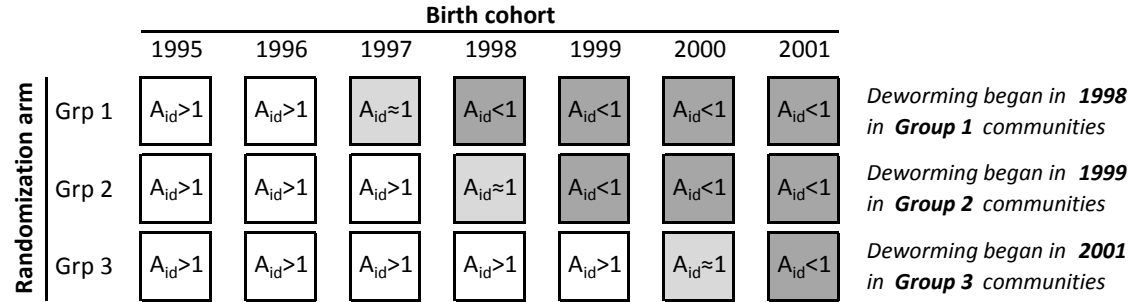 Birth cohort
1995 1996 1997 1998 1999 2000 2001
Randomization arm
Grp 1 A_id>1 A_id>1 A_id≈1 A_id<1 A_id<1 A_id<1 A_id<1 Deworming began in 1998
in Group 1 communities
Grp 2 A_id>1 A_id>1 A_id>1 A_id≈1 A_id<1 A_id<1 A_id<1 Deworming began in 1999
in Group 2 communities
Grp 3 A_id>1 A_id>1 A_id>1 A_id>1 A_id>1 A_id≈1 A_id<1 Deworming began in 2001
in Group 3 communities